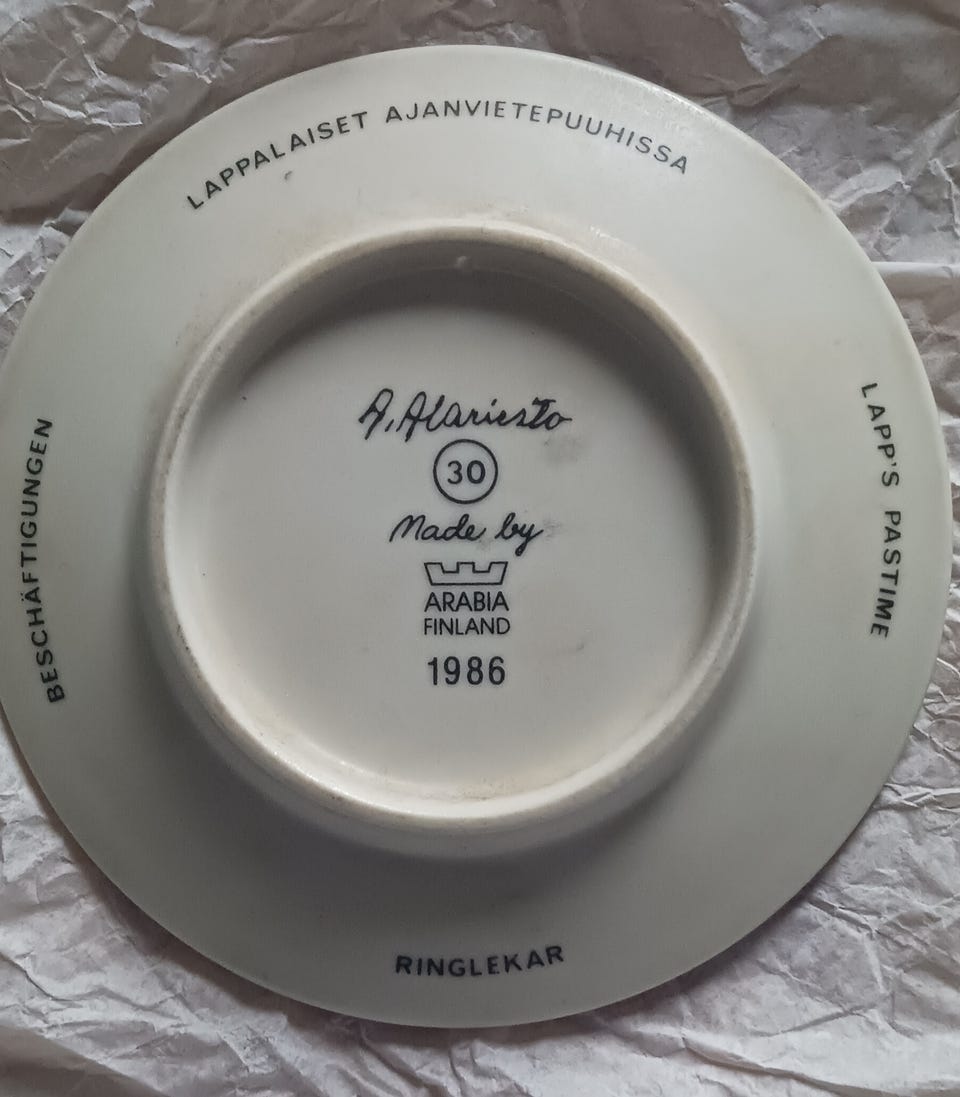 LAPPALAISET AJANVIETEPUUHISSA
LAPP'S PASTIME
RINGLEKAR
BESCHÄFTIGUNGEN
A. Alariesto
30
Made by
ARABIA
FINLAND
1986